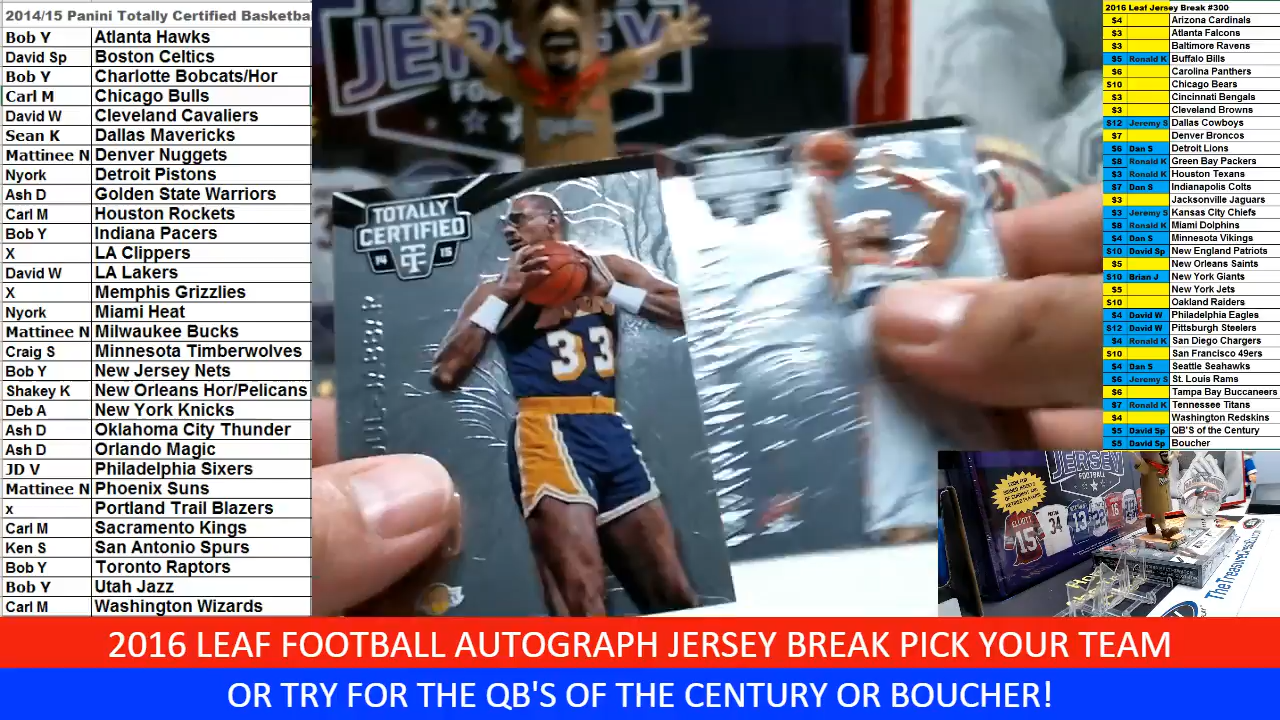 2014/15 Panini Totally Certified Basketba
Bob Y Atlanta Hawks
David Sp Boston Celtics
Bob Y Charlotte Bobcats/Hor
Carl M Chicago Bulls
David W Cleveland Cavaliers
Sean K Dallas Mavericks
Mattinee N Denver Nuggets
Nyork Detroit Pistons
Ash D Golden State Warriors
Carl M Houston Rockets
Bob Y Indiana Pacers
X LA Clippers
David W LA Lakers
X Memphis Grizzlies
Nyork Miami Heat
Mattinee N Milwaukee Bucks
Craig S Minnesota Timberwolves
Bob Y New Jersey Nets
Shakey K New Orleans Hor/Pelicans
Deb A New York Knicks
Ash D Oklahoma City Thunder
Ash D Orlando Magic
JD V Philadelphia Sixers
Mattinee N Phoenix Suns
x Portland Trail Blazers
Carl M Sacramento Kings
Ken S San Antonio Spurs
Bob Y Toronto Raptors
Bob Y Utah Jazz
Carl M Washington Wizards
JERSEY
TOTALLY
CERTIFIED
14 TC 15
33
2016 Leaf Jersey Break #300
$4 Arizona Cardinals
$3 Atlanta Falcons
$3 Baltimore Ravens
$5 Ronald K Buffalo Bills
$6 Carolina Panthers
$10 Chicago Bears
$3 Cincinnati Bengals
$3 Cleveland Browns
$12 Jeremy S Dallas Cowboys
$7 Denver Broncos
$6 Dan S Detroit Lions
$8 Ronald K Green Bay Packers
$3 Ronald K Houston Texans
$7 Dan S Indianapolis Colts
$3 Jacksonville Jaguars
$3 Jeremy S Kansas City Chiefs
$8 Ronald K Miami Dolphins
$4 Dan S Minnesota Vikings
$10 David Sp New England Patriots
$5 New Orleans Saints
$10 Brian J New York Giants
$5 New York Jets
$10 Oakland Raiders
$4 David W Philadelphia Eagles
$12 David W Pittsburgh Steelers
$4 Ronald K San Diego Chargers
$10 San Francisco 49ers
$4 Dan S Seattle Seahawks
$6 Jeremy S St. Louis Rams
$6 Tampa Bay Buccaneers
$7 Ronald K Tennessee Titans
$4 Washington Redskins
$5 David Sp QB'S of the Century
$5 David Sp Boucher
JERSEY
FOOTBALL
ELLIOTT
15
34
13
16
2016 LEAF FOOTBALL AUTOGRAPH JERSEY BREAK PICK YOUR TEAM
OR TRY FOR THE QB'S OF THE CENTURY OR BOUCHER!